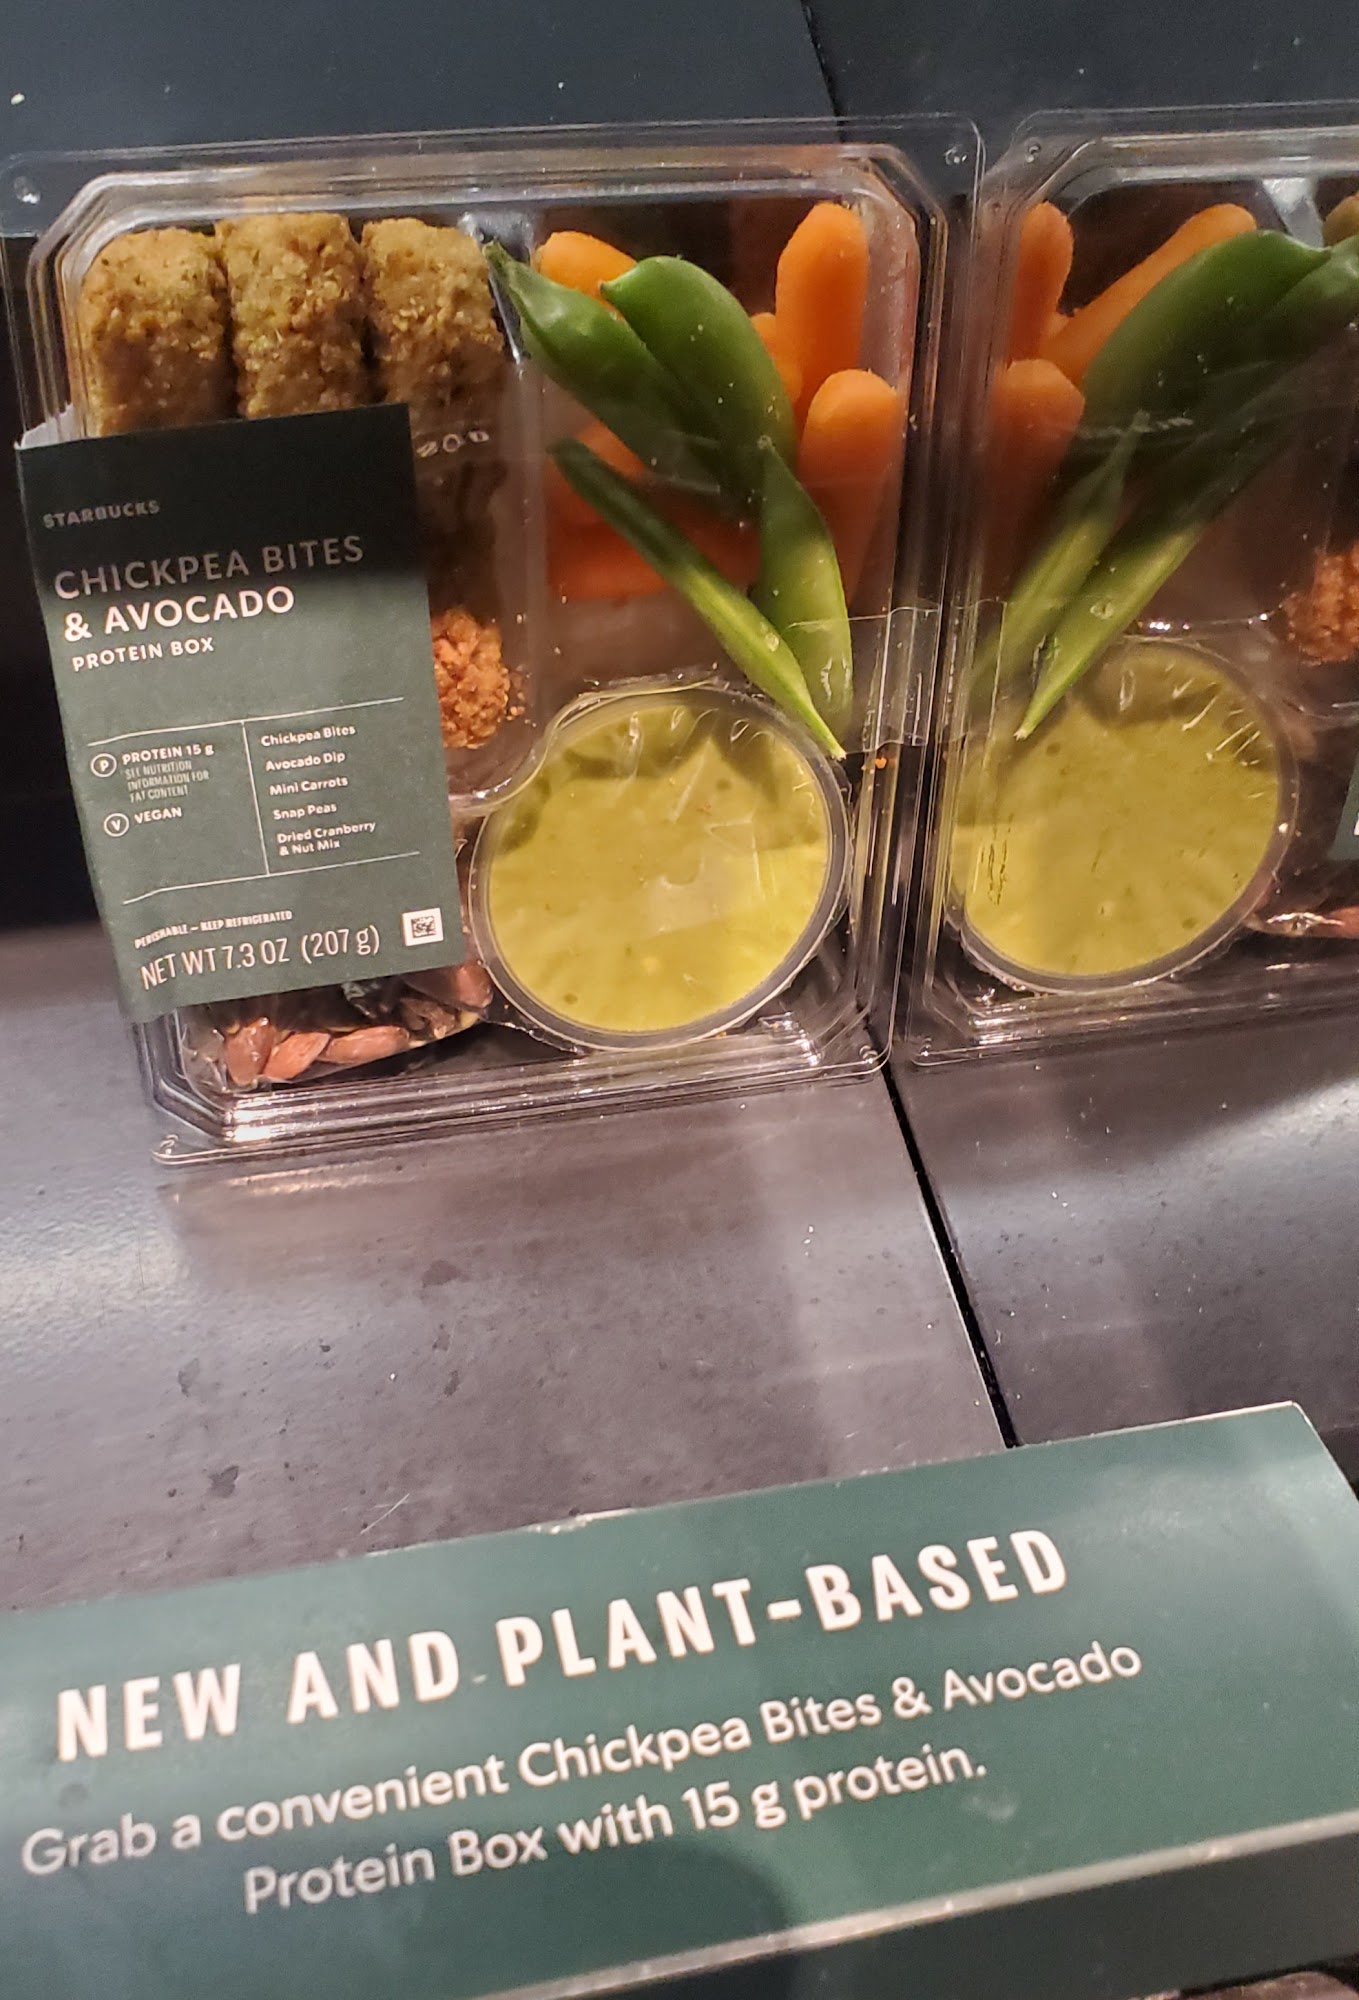 STARBUCKS
CHICKPEA BITES
& AVOCADO
PROTEIN BOX
P PROTEIN 15 g
SEE NUTRITION
INFORMATION FOR
FAT CONTENT
V VEGAN
Chickpea Bites
Avocado Dip
Mini Carrots
Snap Peas
Dried Cranberry
& Nut Mix
PERISHABLE – KEEP REFRIGERATED
NET WT 7.3 OZ (207 g)
NEW AND PLANT-BASED
Grab a convenient Chickpea Bites & Avocado
Protein Box with 15 g protein.